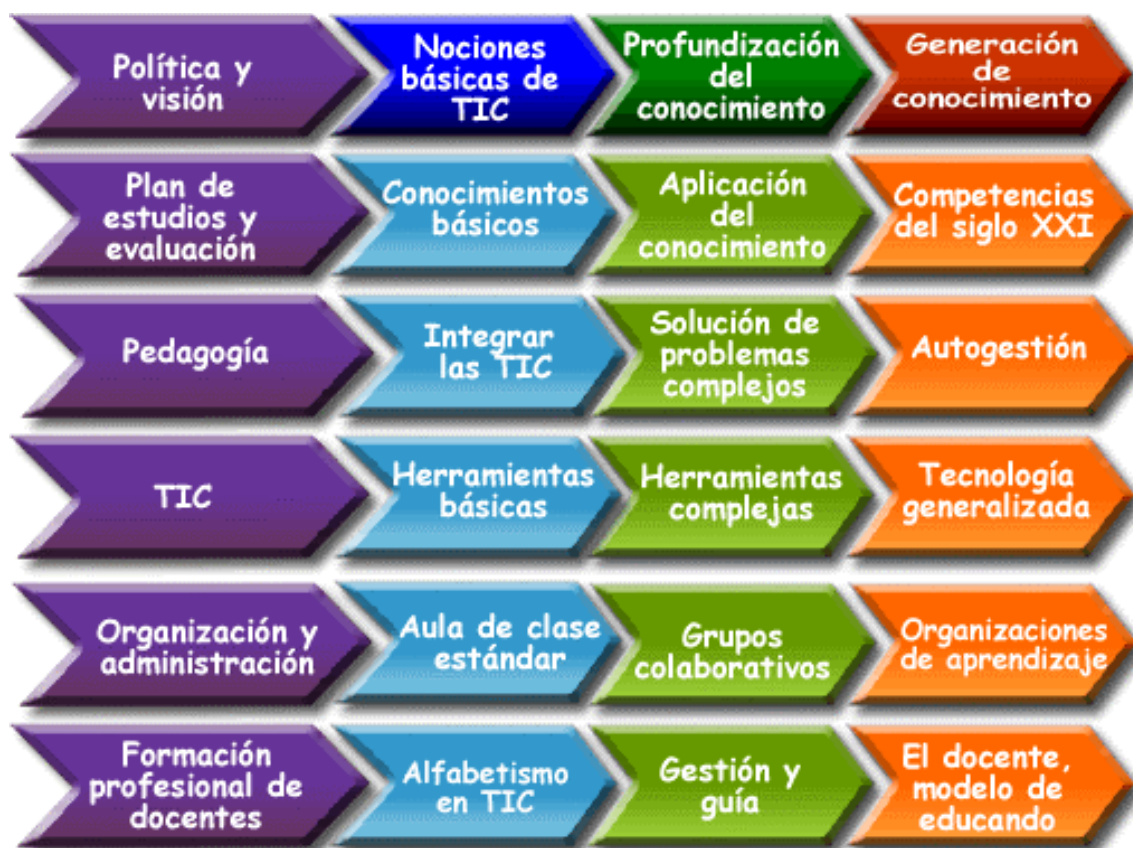 Política y
visión
Nociones
básicas de
TIC
Profundización
del
conocimiento
Generación
de
conocimiento
Plan de
estudios y
evaluación
Conocimientos
básicos
Aplicación
del
conocimiento
Competencias
del siglo XXI
Pedagogía
Integrar
las TIC
Solución de
problemas
complejos
Autogestión
TIC
Herramientas
básicas
Herramientas
complejas
Tecnología
generalizada
Organización y
administración
Aula de clase
estándar
Grupos
colaborativos
Organizaciones
de aprendizaje
Formación
profesional de
docentes
Alfabetismo
en TIC
Gestión y
guía
El docente,
modelo de
educando